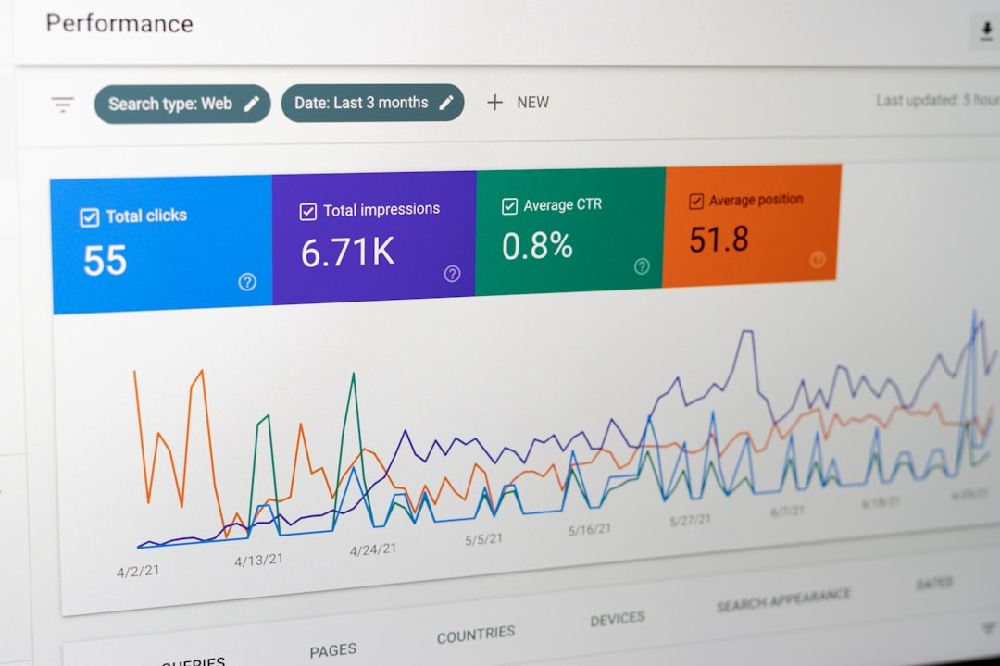 Performance
Search type: Web
Date: Last 3 months
+ NEW
Last updated: 5 hour
Total clicks
55
Total impressions
6.71K
Average CTR
0.8%
Average position
51.8
4/2/21
4/13/21
4/24/21
5/5/21
5/16/21
5/27/21
6/7/21
6/18/21
6/29/21
QUERIES
PAGES
COUNTRIES
DEVICES
SEARCH APPEARANCE
DATES